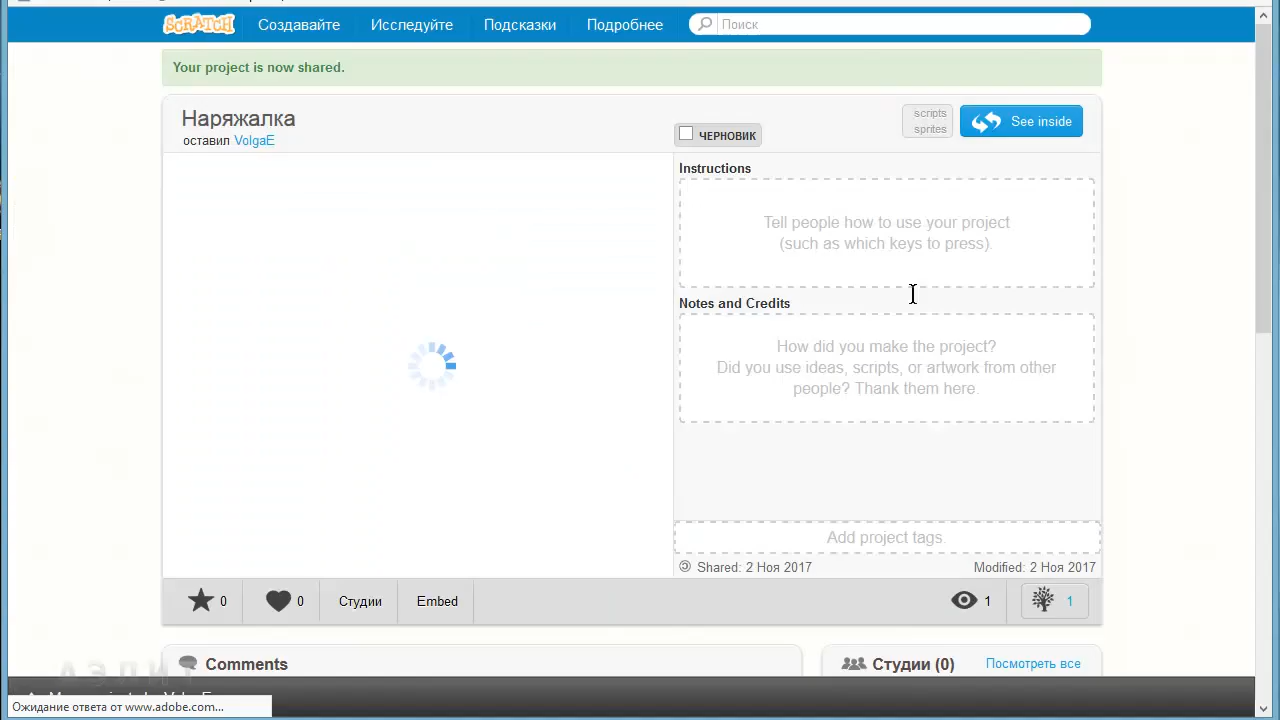 SCRATCH Создавайте Исследуйте Подсказки Подробнее Поиск
Your project is now shared.
Наряжалка
оставил VolgaE
ЧЕРНОВИК
scripts
sprites
See inside
Instructions
Tell people how to use your project
(such as which keys to press).
Notes and Credits
How did you make the project?
Did you use ideas, scripts, or artwork from other
people? Thank them here.
Add project tags.
Shared: 2 Ноя 2017 Modified: 2 Ноя 2017
0 0 Студии Embed 1 1
Comments
Студии (0) Посмотреть все
АЭЛИТ
Ожидание ответа от www.adobe.com...